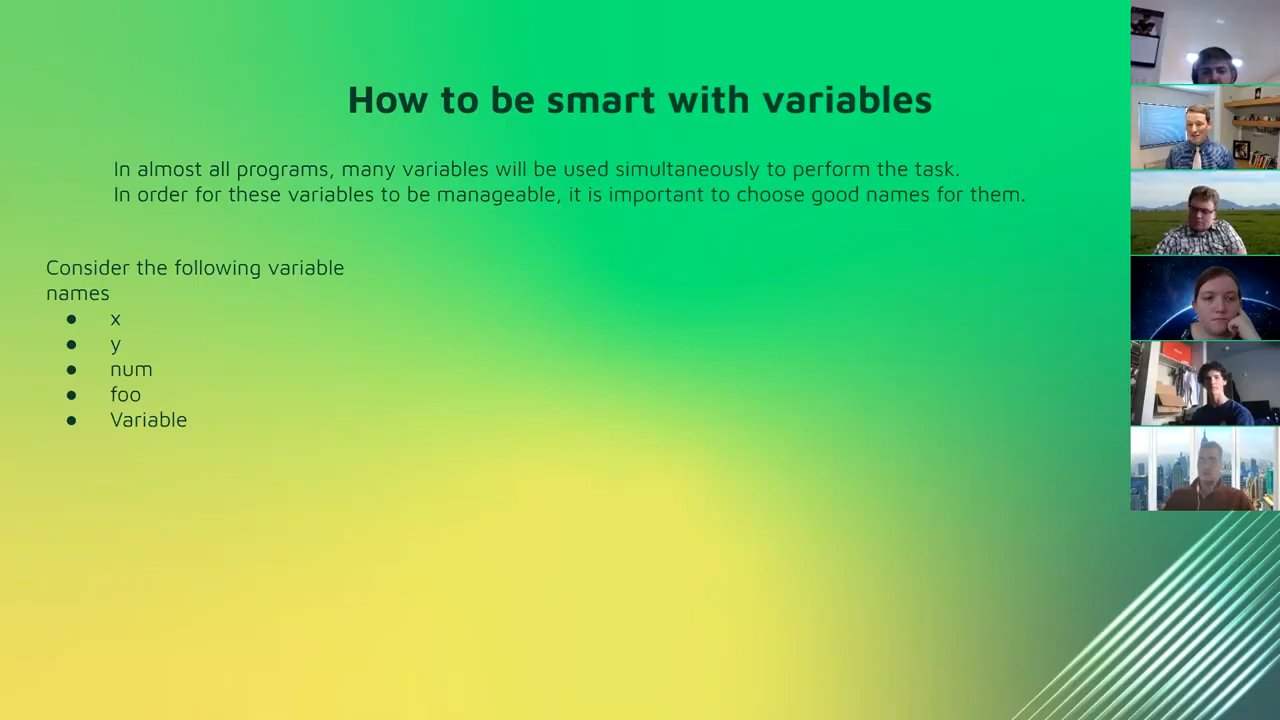 How to be smart with variables
In almost all programs, many variables will be used simultaneously to perform the task.
In order for these variables to be manageable, it is important to choose good names for them.
Consider the following variable
names
● x
● y
● num
● foo
● Variable